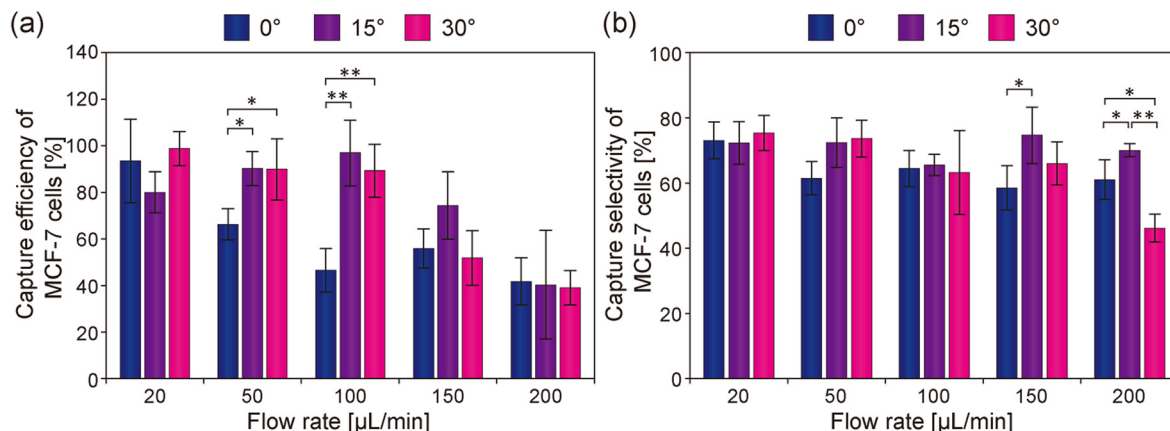 (a)
0° 15° 30°
Capture efficiency of
MCF-7 cells [%]
140
120
100
80
60
40
20
0
* *
** **
20 50 100 150 200
Flow rate [µL/min]
(b)
0° 15° 30°
Capture selectivity of
MCF-7 cells [%]
100
80
60
40
20
0
*
* * **
20 50 100 150 200
Flow rate [µL/min]